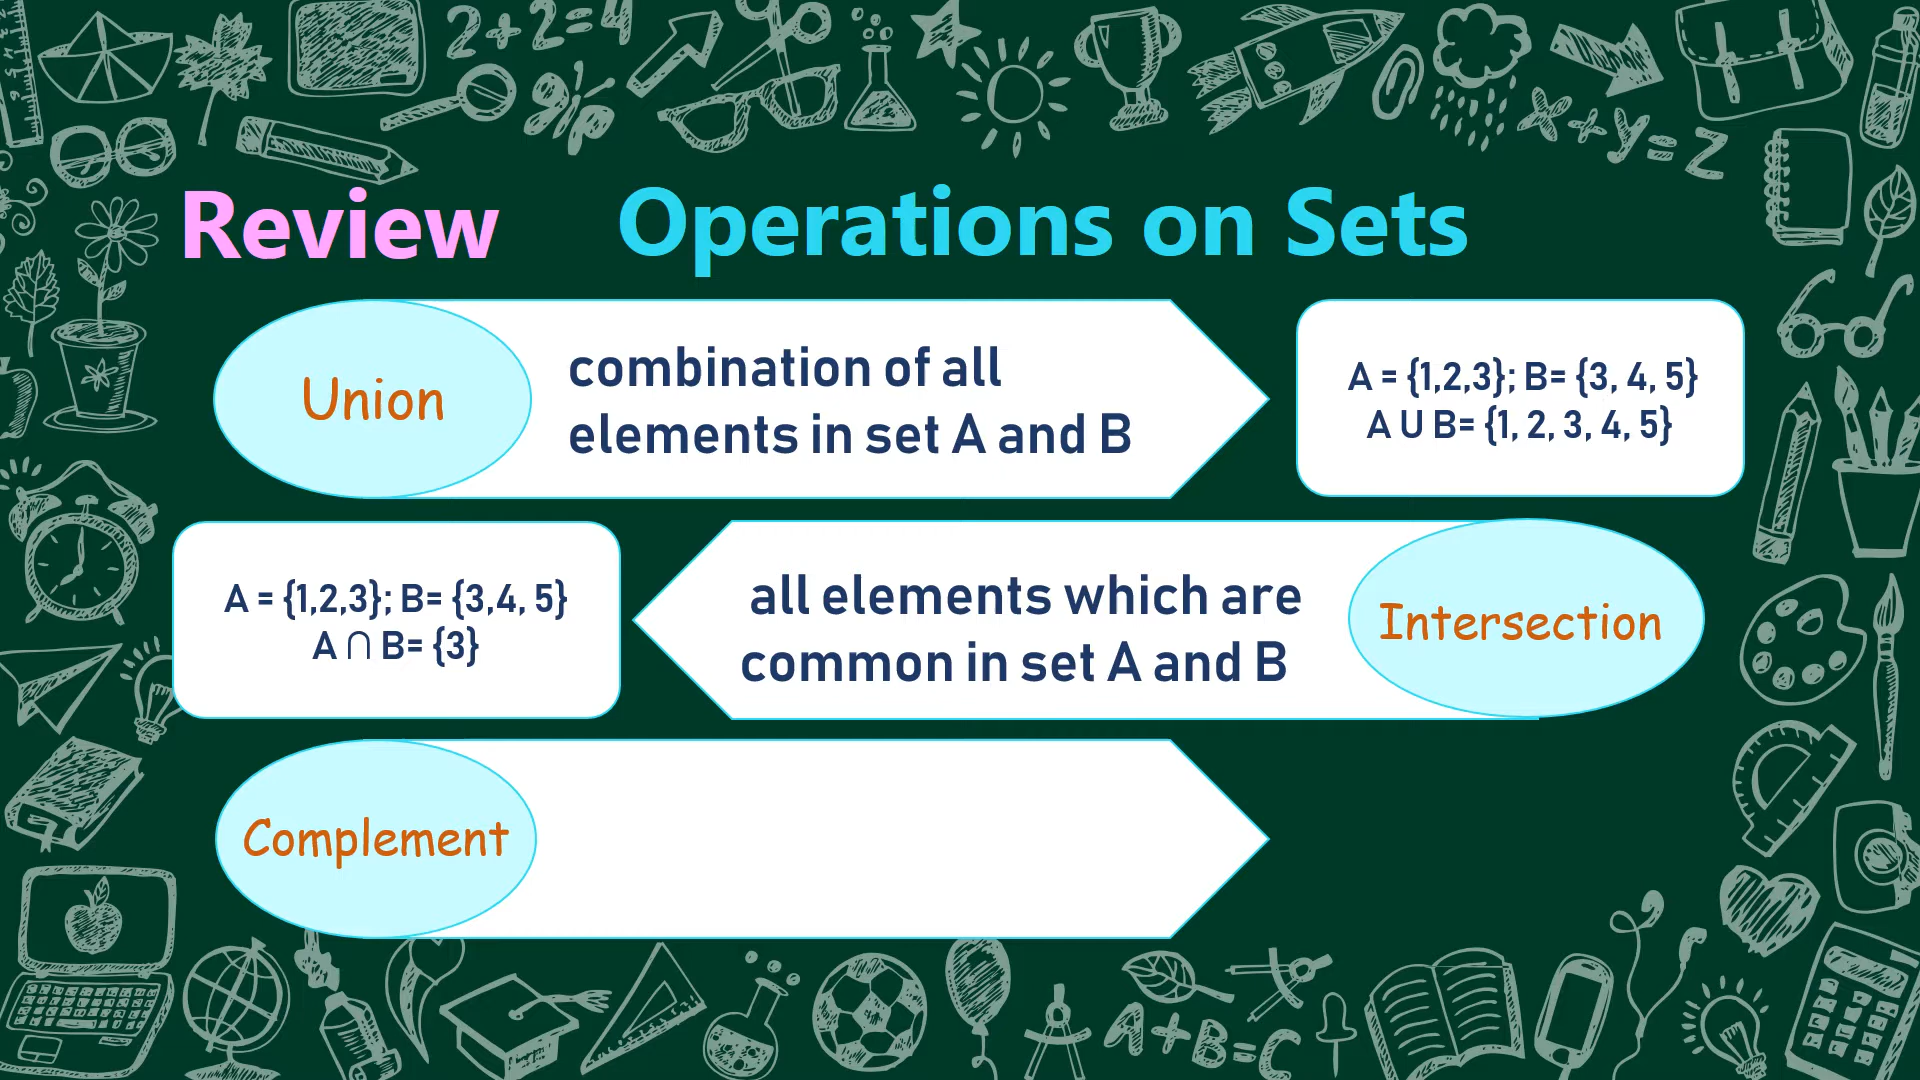 2+2=4
%
x+y=z
Review
Operations on Sets
Union
combination of all
elements in set A and B
A = {1,2,3}; B= {3, 4, 5}
A U B= {1, 2, 3, 4, 5}
A = {1,2,3}; B= {3,4, 5}
A ∩ B= {3}
all elements which are
common in set A and B
Intersection
Complement
A+B=C